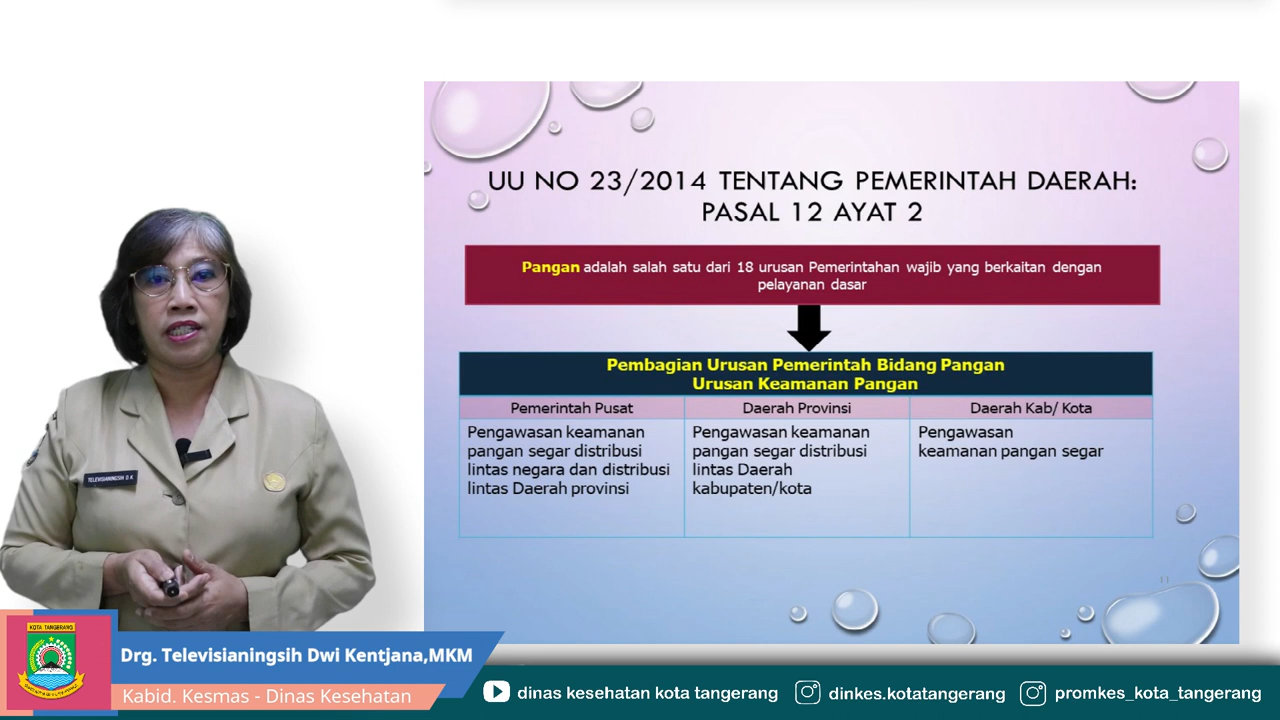 UU NO 23/2014 TENTANG PEMERINTAH DAERAH:
PASAL 12 AYAT 2
Pangan adalah salah satu dari 18 urusan Pemerintahan wajib yang berkaitan dengan
pelayanan dasar
Pembagian Urusan Pemerintah Bidang Pangan
Urusan Keamanan Pangan
Pemerintah Pusat
Daerah Provinsi
Daerah Kab/ Kota
Pengawasan keamanan
pangan segar distribusi
lintas negara dan distribusi
lintas Daerah provinsi
Pengawasan keamanan
pangan segar distribusi
lintas Daerah
kabupaten/kota
Pengawasan
keamanan pangan segar
11
TELEVISIANINGSIH D K
KOTA TANGERANG
Drg. Televisianingsih Dwi Kentjana,MKM
Kabid. Kesmas - Dinas Kesehatan
dinas kesehatan kota tangerang
dinkes.kotatangerang
promkes_kota_tangerang